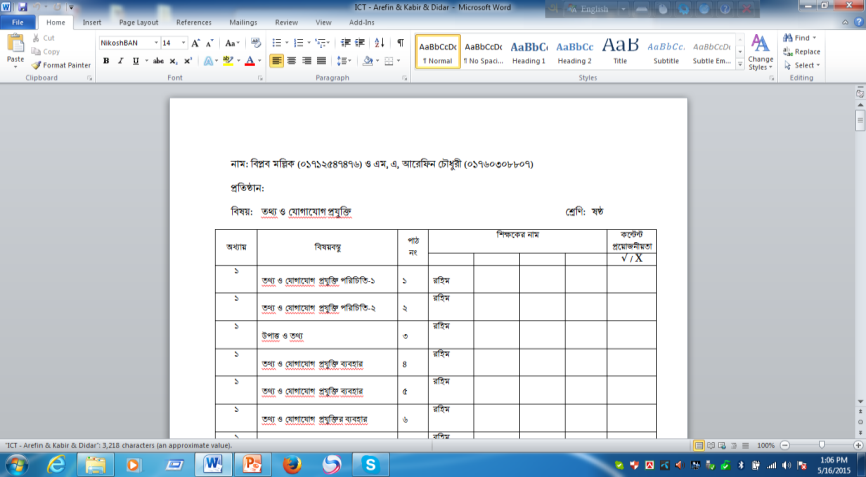 ICT - Arefin & Kabir & Didar - Microsoft Word
English
File Home Insert Page Layout References Mailings Review View Add-Ins
Cut
Copy
Format Painter
Paste
Clipboard
NikoshBAN 14
Font
Paragraph
AaBbCcDc AaBbCcDc AaBbC AaBbCc AaB AaBbCc. AaBbCcDc
¶ Normal ¶ No Spaci... Heading 1 Heading 2 Title Subtitle Subtle Em...
Styles
Change Styles
Find
Replace
Select
Editing
নাম: বিপ্লব মল্লিক (০১৭১২৫৪৭৪৭৬) ও এম, এ, আরেফিন চৌধুরী (০১৭৬০৩০৮৮০৭)
প্রতিষ্ঠান:
বিষয়: তথ্য ও যোগাযোগ প্রযুক্তি শ্রেণি: ষষ্ঠ
অধ্যায় বিষয়বস্তু পাঠ নং শিক্ষকের নাম কন্টেন্ট প্রয়োজনীয়তা
√ / X
১ তথ্য ও যোগাযোগ প্রযুক্তি পরিচিতি-১ ১ রহিম
১ তথ্য ও যোগাযোগ প্রযুক্তি পরিচিতি-২ ২ রহিম
১ উপাত্ত ও তথ্য ৩ রহিম
১ তথ্য ও যোগাযোগ প্রযুক্তি ব্যবহার ৪ রহিম
১ তথ্য ও যোগাযোগ প্রযুক্তি ব্যবহার ৫ রহিম
১ তথ্য ও যোগাযোগ প্রযুক্তির ব্যবহার ৬ রহিম
১ রহিম
"ICT - Arefin & Kabir & Didar": 3,218 characters (an approximate value).
100%
1:06 PM
5/16/2015